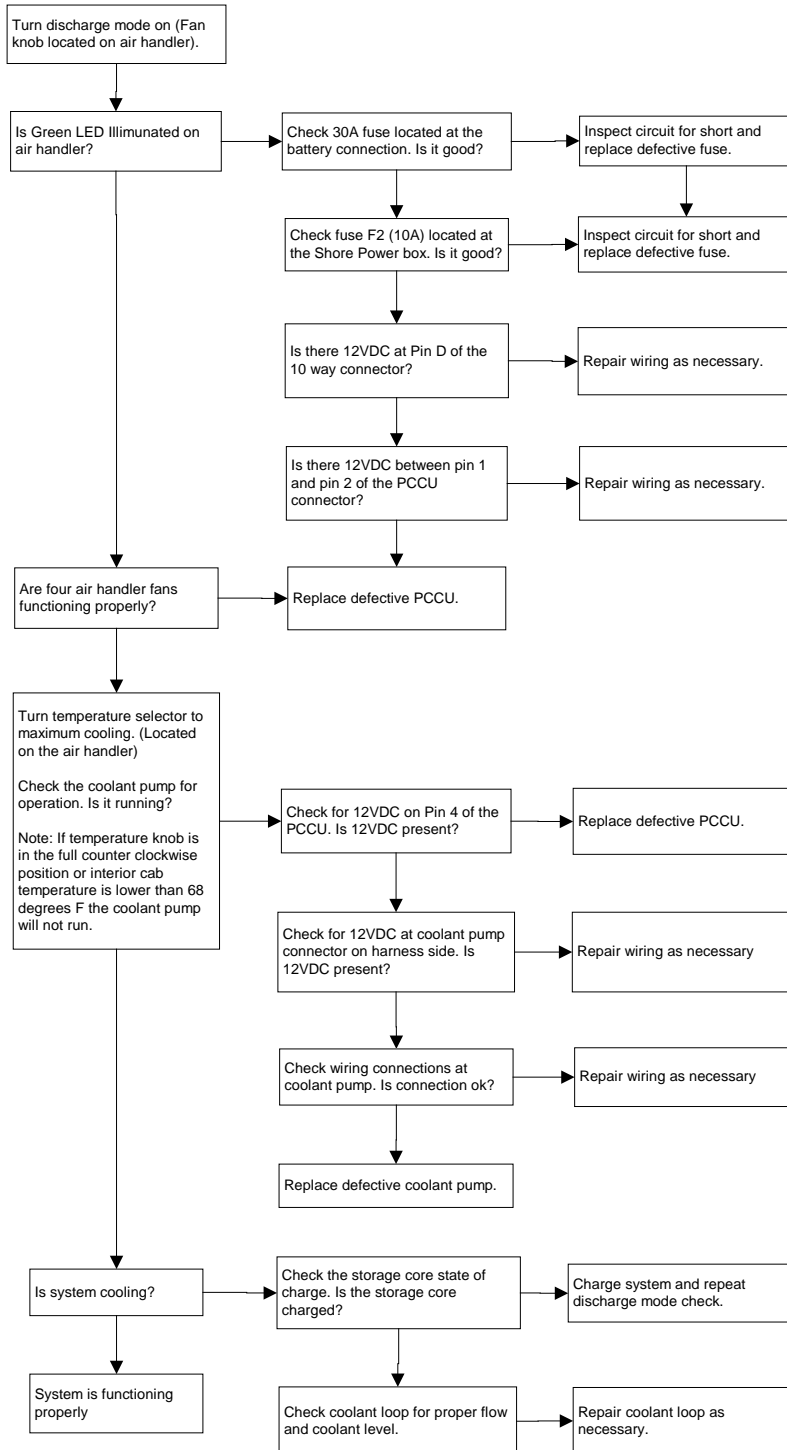 Turn discharge mode on (Fan
knob located on air handler).
Is Green LED Illimunated on
air handler?
Check 30A fuse located at the
battery connection. Is it good?
Inspect circuit for short and
replace defective fuse.
Check fuse F2 (10A) located at
the Shore Power box. Is it good?
Inspect circuit for short and
replace defective fuse.
Is there 12VDC at Pin D of the
10 way connector?
Repair wiring as necessary.
Is there 12VDC between pin 1
and pin 2 of the PCCU
connector?
Repair wiring as necessary.
Are four air handler fans
functioning properly?
Replace defective PCCU.
Turn temperature selector to
maximum cooling. (Located
on the air handler)
Check the coolant pump for
operation. Is it running?
Note: If temperature knob is
in the full counter clockwise
position or interior cab
temperature is lower than 68
degrees F the coolant pump
will not run.
Check for 12VDC on Pin 4 of the
PCCU. Is 12VDC present?
Replace defective PCCU.
Check for 12VDC at coolant pump
connector on harness side. Is
12VDC present?
Repair wiring as necessary
Check wiring connections at
coolant pump. Is connection ok?
Repair wiring as necessary
Replace defective coolant pump.
Is system cooling?
Check the storage core state of
charge. Is the storage core
charged?
Charge system and repeat
discharge mode check.
System is functioning
properly
Check coolant loop for proper flow
and coolant level.
Repair coolant loop as
necessary.